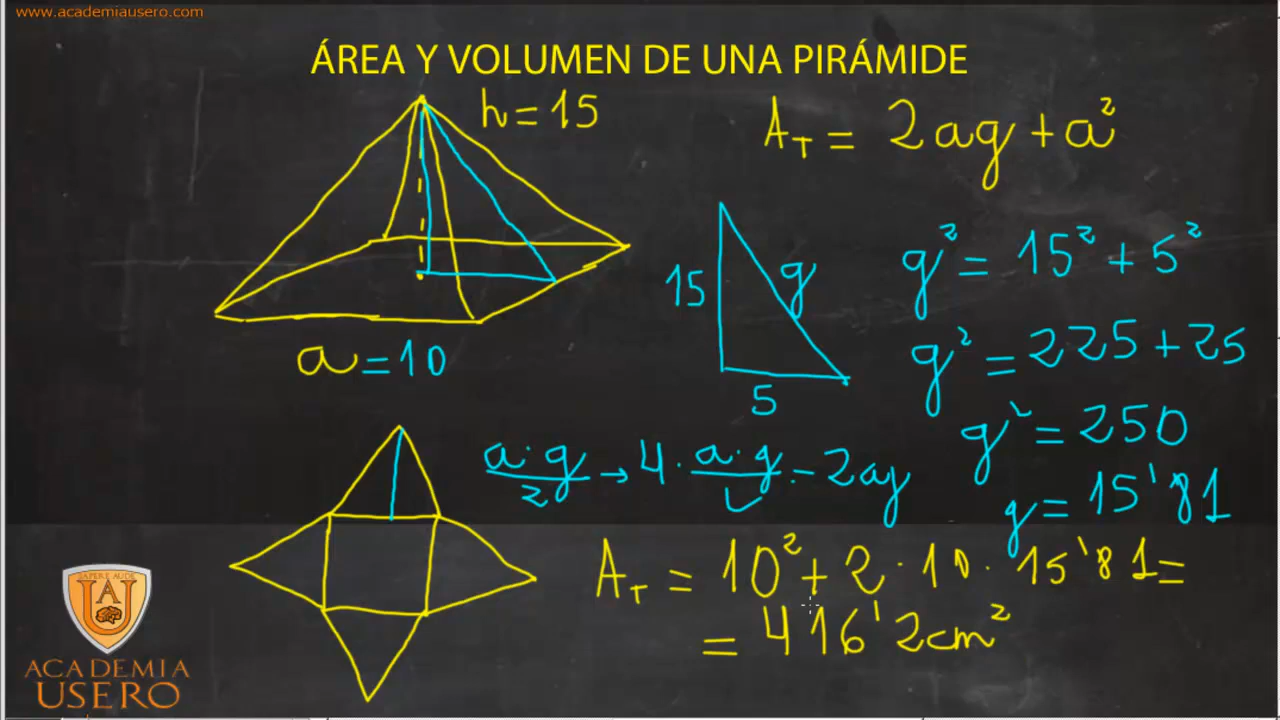 www.academiausero.com
ÁREA Y VOLUMEN DE UNA PIRÁMIDE
h=15
A_T = 2ag + a²
15
g
5
g² = 15² + 5²
g² = 225 + 25
a = 10
g² = 250
a·g/2 → 4 · a·g/2 = 2ag
g = 15'81
A_T = 10² + 2 · 10 · 15'81 =
= 416'2cm²
SAPERE AUDE
UA
ACADEMIA
USERO